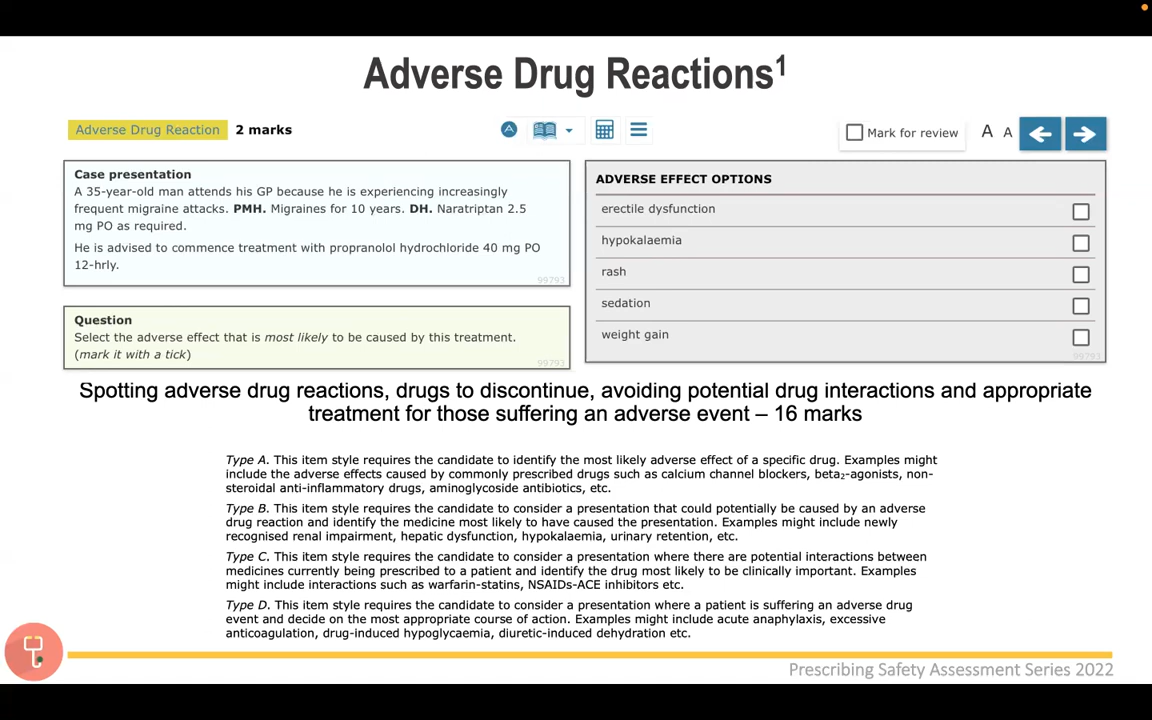 Adverse Drug Reactions1
Adverse Drug Reaction 2 marks
A
Mark for review A A
Case presentation
A 35-year-old man attends his GP because he is experiencing increasingly
frequent migraine attacks. PMH. Migraines for 10 years. DH. Naratriptan 2.5
mg PO as required.
He is advised to commence treatment with propranolol hydrochloride 40 mg PO
12-hrly.
99793
Question
Select the adverse effect that is most likely to be caused by this treatment.
(mark it with a tick)
99793
ADVERSE EFFECT OPTIONS
erectile dysfunction
hypokalaemia
rash
sedation
weight gain
99793
Spotting adverse drug reactions, drugs to discontinue, avoiding potential drug interactions and appropriate
treatment for those suffering an adverse event – 16 marks
Type A. This item style requires the candidate to identify the most likely adverse effect of a specific drug. Examples might
include the adverse effects caused by commonly prescribed drugs such as calcium channel blockers, beta2-agonists, non-
steroidal anti-inflammatory drugs, aminoglycoside antibiotics, etc.
Type B. This item style requires the candidate to consider a presentation that could potentially be caused by an adverse
drug reaction and identify the medicine most likely to have caused the presentation. Examples might include newly
recognised renal impairment, hepatic dysfunction, hypokalaemia, urinary retention, etc.
Type C. This item style requires the candidate to consider a presentation where there are potential interactions between
medicines currently being prescribed to a patient and identify the drug most likely to be clinically important. Examples
might include interactions such as warfarin-statins, NSAIDs-ACE inhibitors etc.
Type D. This item style requires the candidate to consider a presentation where a patient is suffering an adverse drug
event and decide on the most appropriate course of action. Examples might include acute anaphylaxis, excessive
anticoagulation, drug-induced hypoglycaemia, diuretic-induced dehydration etc.
Prescribing Safety Assessment Series 2022